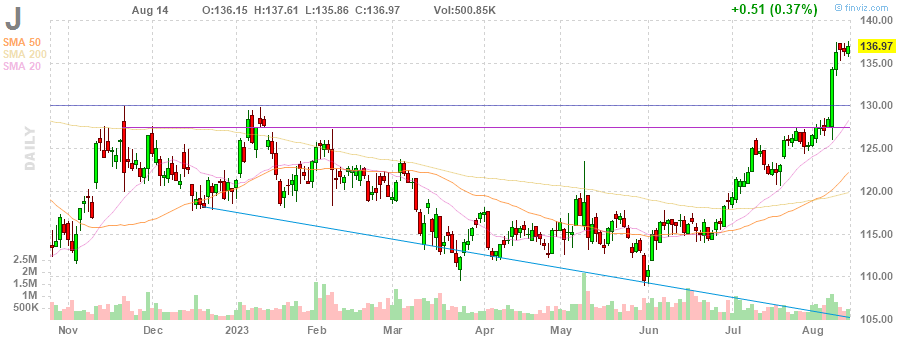 J
Aug 14 O:136.15 H:137.61 L:135.86 C:136.97 Vol:500.85K +0.51 (0.37%)
© finviz.com
SMA 50
SMA 200
SMA 20
DAILY
140.00
136.97
135.00
130.00
125.00
120.00
115.00
110.00
105.00
2.5M
2M
1.5M
1M
500K
Nov Dec 2023 Feb Mar Apr May Jun Jul Aug